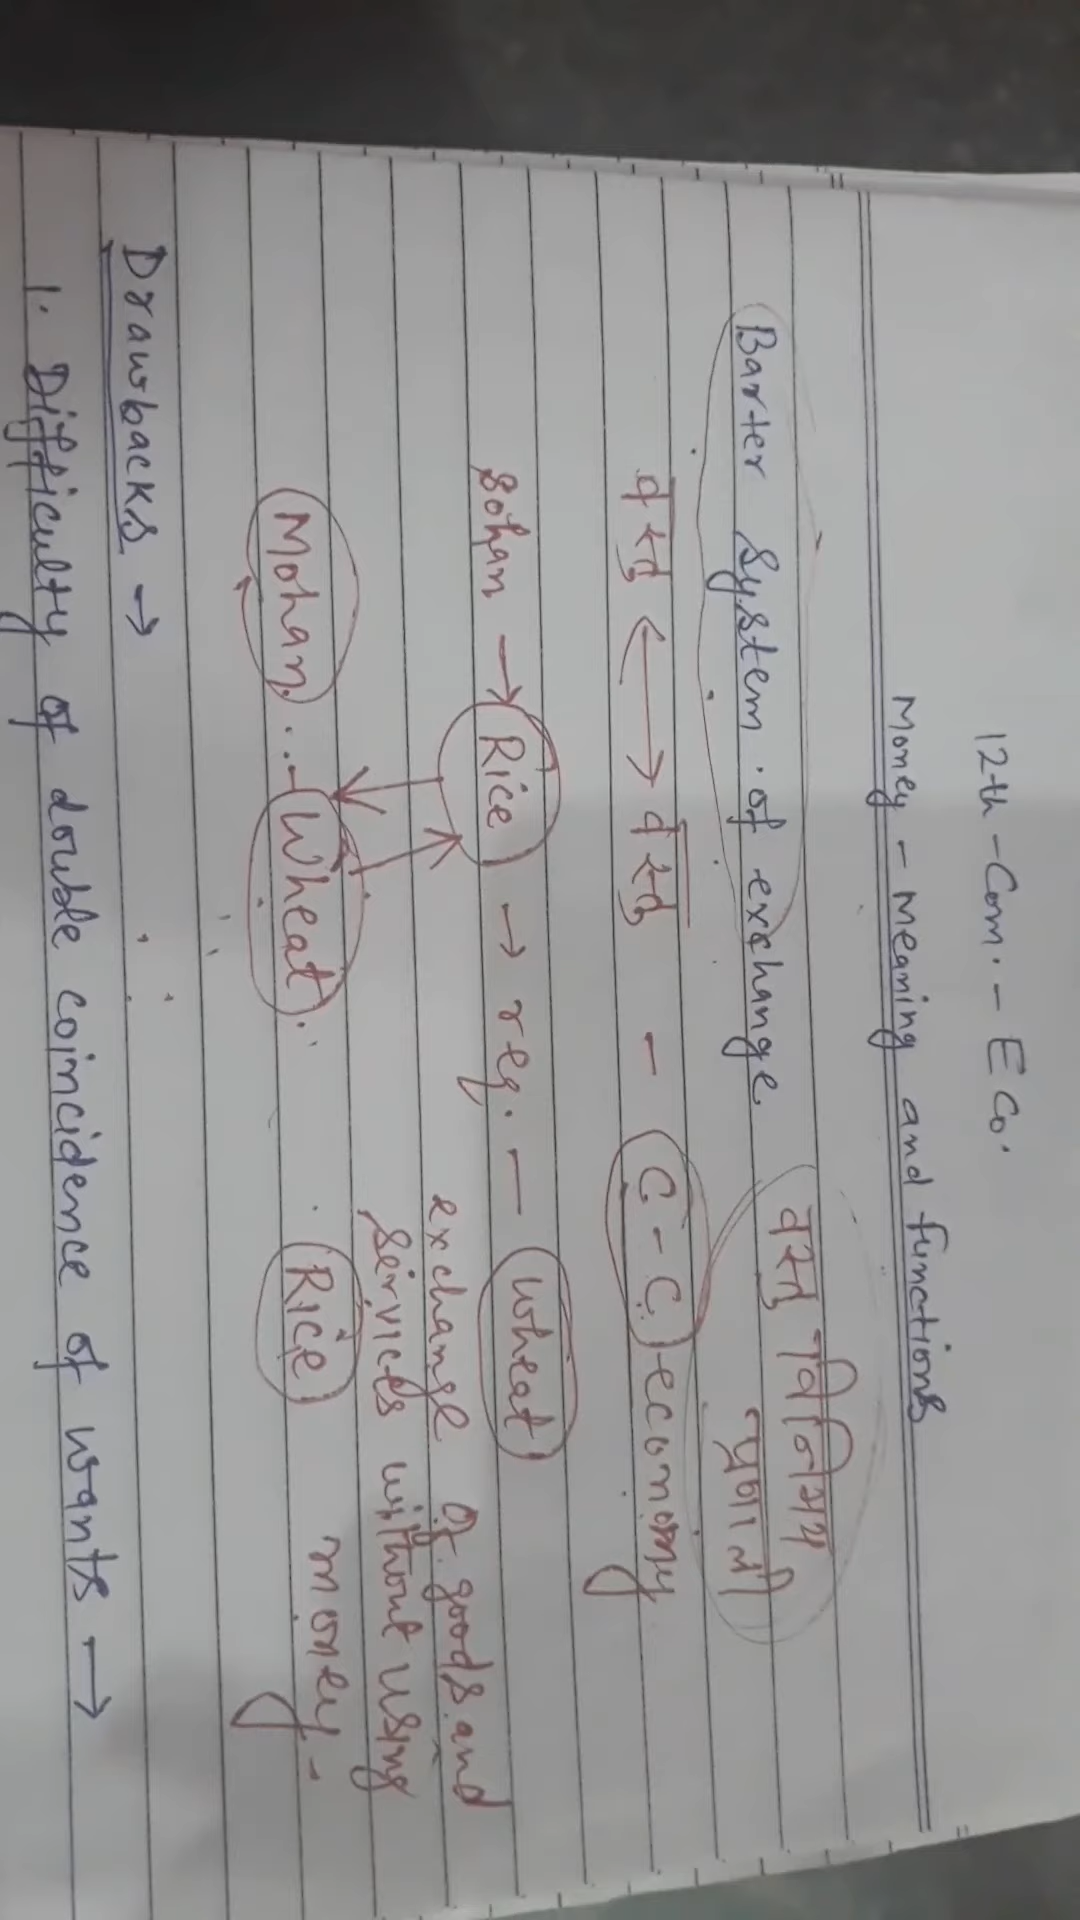 12th - Com. - Eco.
Money - Meaning and functions
Barter System of exchange वस्तु विनिमय
प्रणाली
वस्तु ⟷ वस्तु - C-C economy
Sohan → Rice → req. - Wheat
exchange of goods and
services without using
Mohan - Wheat. Rice money -
Drawbacks →
1. Difficulty of double coincidence of wants →